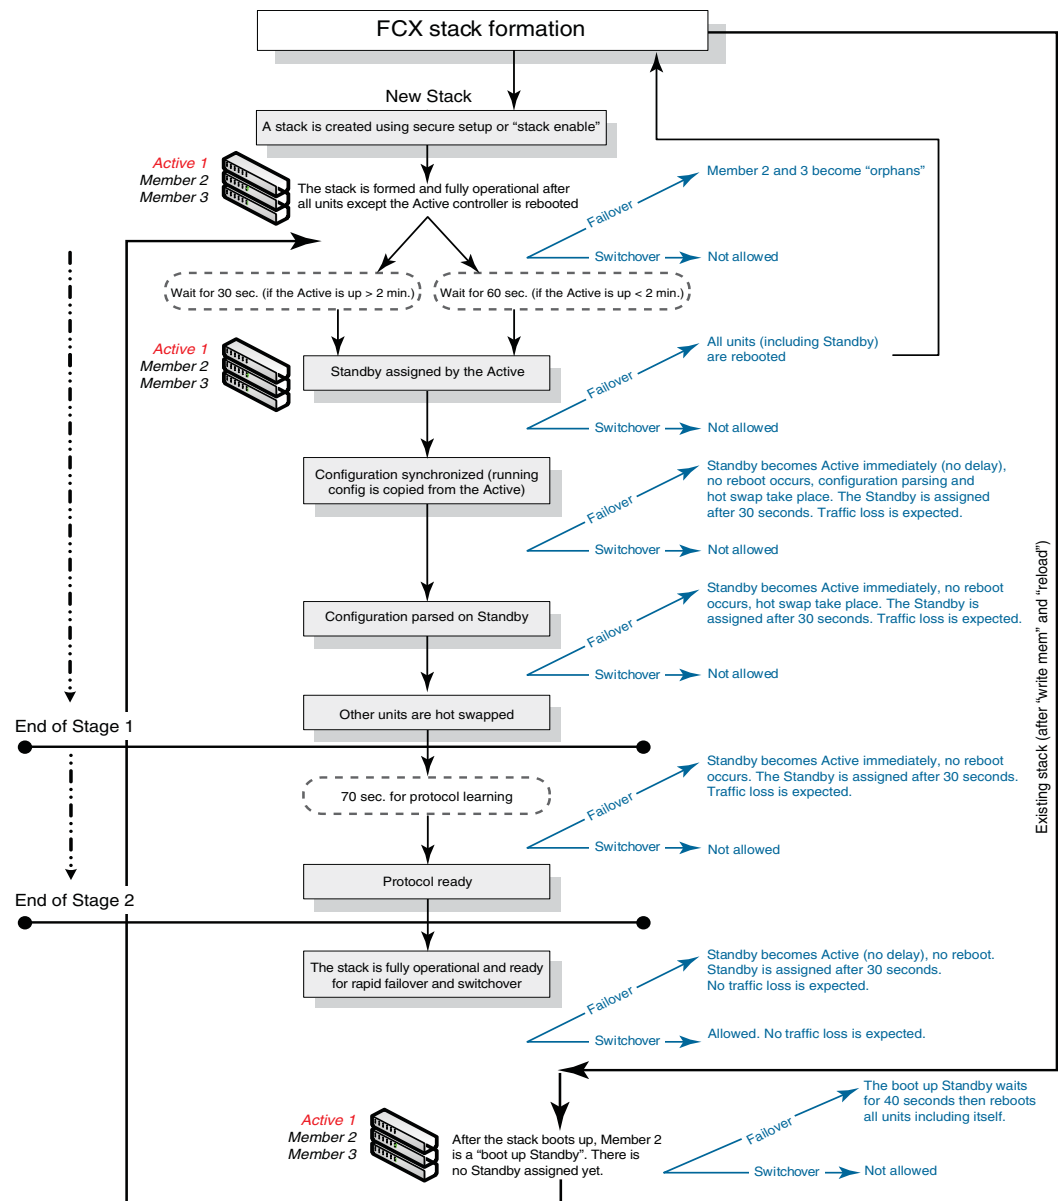 FCX stack formation
New Stack
A stack is created using secure setup or “stack enable”
Active 1
Member 2
Member 3
The stack is formed and fully operational after
all units except the Active controller is rebooted
Failover
Member 2 and 3 become “orphans”
Switchover
Not allowed
Wait for 30 sec. (if the Active is up > 2 min.)
Wait for 60 sec. (if the Active is up < 2 min.)
Active 1
Member 2
Member 3
Standby assigned by the Active
Failover
All units (including Standby)
are rebooted
Switchover
Not allowed
Configuration synchronized (running
config is copied from the Active)
Failover
Standby becomes Active immediately (no delay),
no reboot occurs, configuration parsing and
hot swap take place. The Standby is assigned
after 30 seconds. Traffic loss is expected.
Switchover
Not allowed
Configuration parsed on Standby
Failover
Standby becomes Active immediately, no reboot
occurs, hot swap take place. The Standby is
assigned after 30 seconds. Traffic loss is expected.
Switchover
Not allowed
Other units are hot swapped
End of Stage 1
70 sec. for protocol learning
Failover
Standby becomes Active immediately, no reboot
occurs. The Standby is assigned after 30 seconds.
Traffic loss is expected.
Switchover
Not allowed
Protocol ready
End of Stage 2
The stack is fully operational and ready
for rapid failover and switchover
Failover
Standby becomes Active (no delay), no reboot.
Standby is assigned after 30 seconds.
No traffic loss is expected.
Switchover
Allowed. No traffic loss is expected.
Existing stack (after “write mem” and “reload”)
Active 1
Member 2
Member 3
After the stack boots up, Member 2
is a “boot up Standby”. There is
no Standby assigned yet.
Failover
The boot up Standby waits
for 40 seconds then reboots
all units including itself.
Switchover
Not allowed